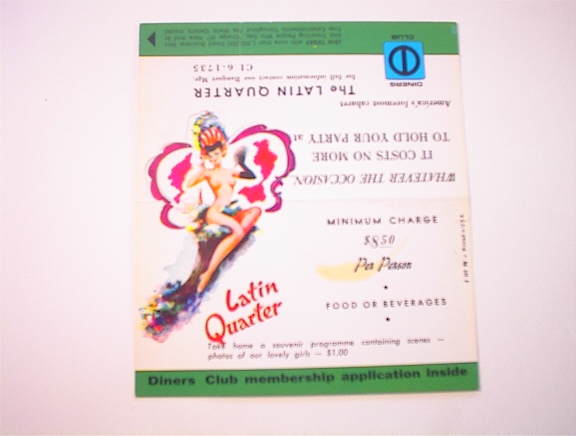 MINIMUM CHARGE
$8.50
Per Person
FOOD OR BEVERAGES
Latin
Quarter
Take home a souvenir programme containing scenes —
photos of our lovely girls — $1.00
Diners Club membership application inside
WHATEVER THE OCCASION,
IT COSTS NO MORE
TO HOLD YOUR PARTY at
America's foremost cabaret
The LATIN QUARTER
for full information contact our Banquet Mgr.
CI 6-1735
DINERS
CLUB